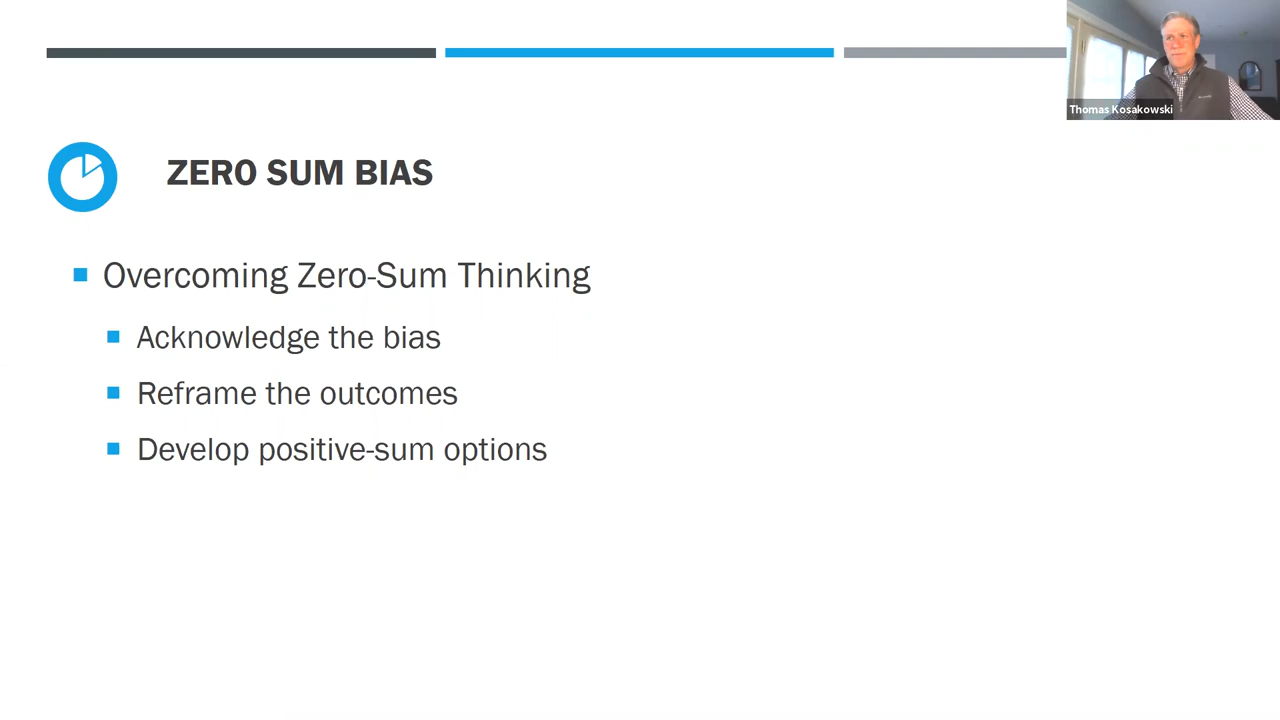 Thomas Kosakowski
ZERO SUM BIAS
Overcoming Zero-Sum Thinking
Acknowledge the bias
Reframe the outcomes
Develop positive-sum options